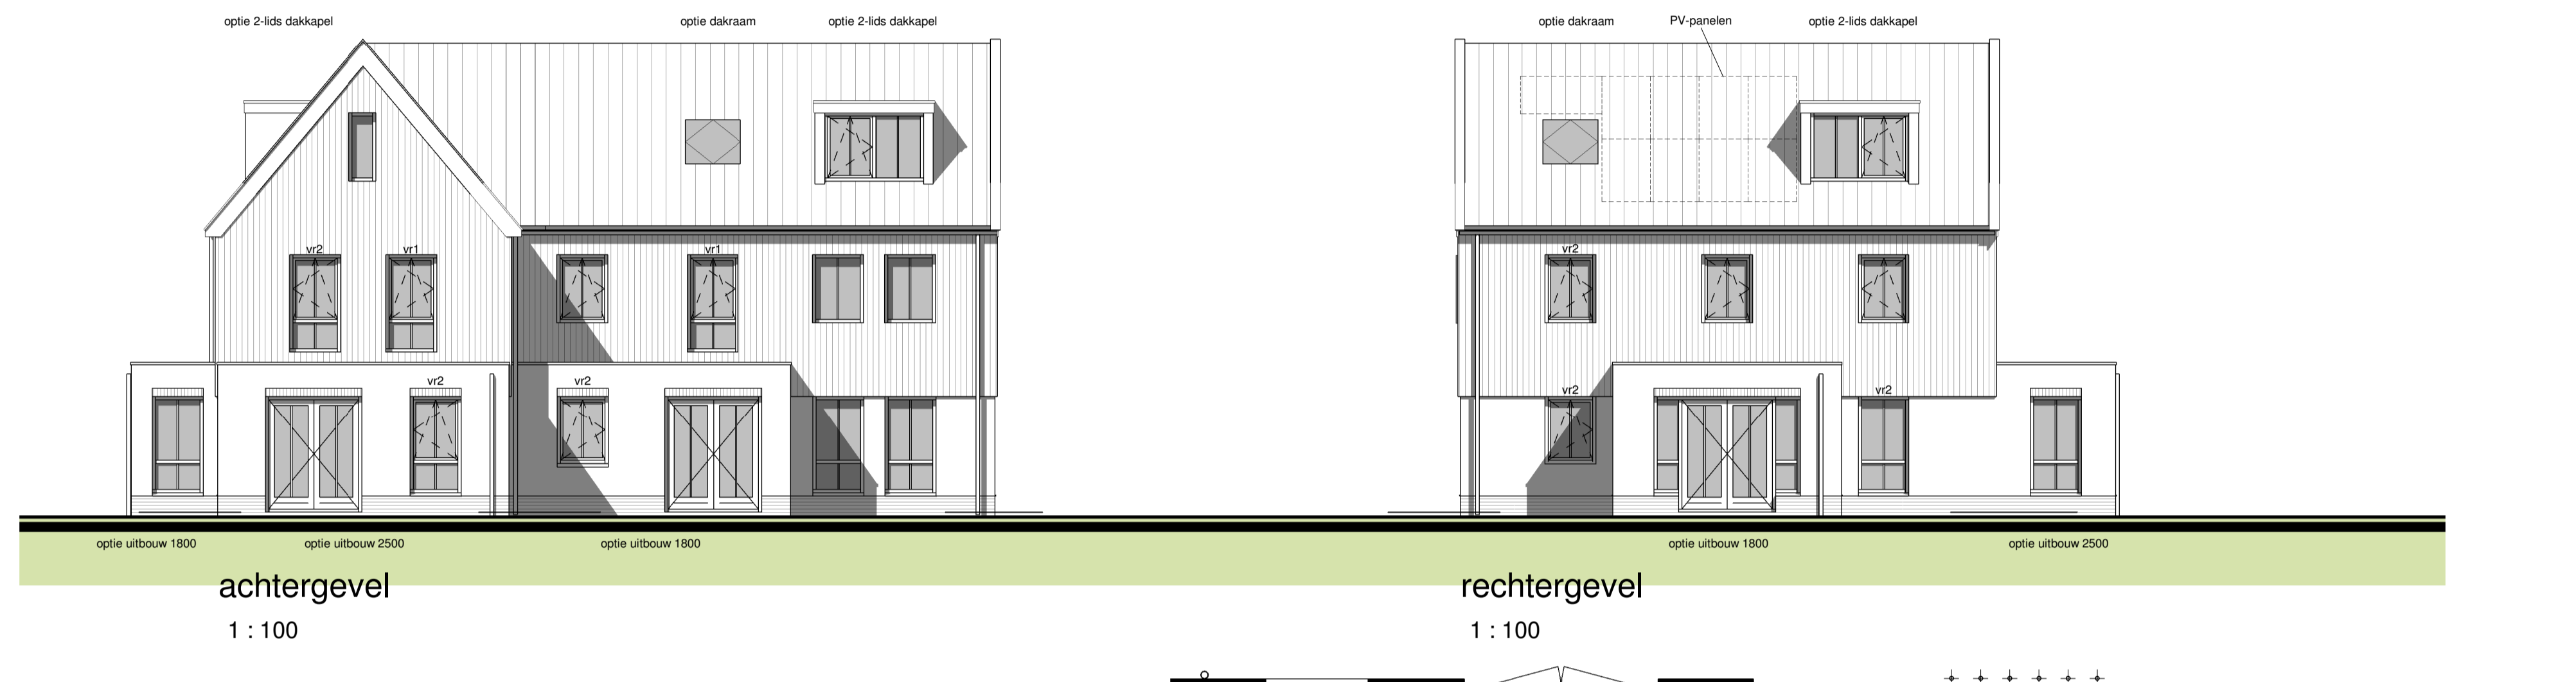 optie 2-lids dakkapel
optie dakraam
optie 2-lids dakkapel
optie dakraam
PV-panelen
optie 2-lids dakkapel
vr2
vr1
vr1
vr2
vr2
vr2
vr2
vr2
optie uitbouw 1800
optie uitbouw 2500
optie uitbouw 1800
optie uitbouw 1800
optie uitbouw 2500
achtergevel
1 : 100
rechtergevel
1 : 100